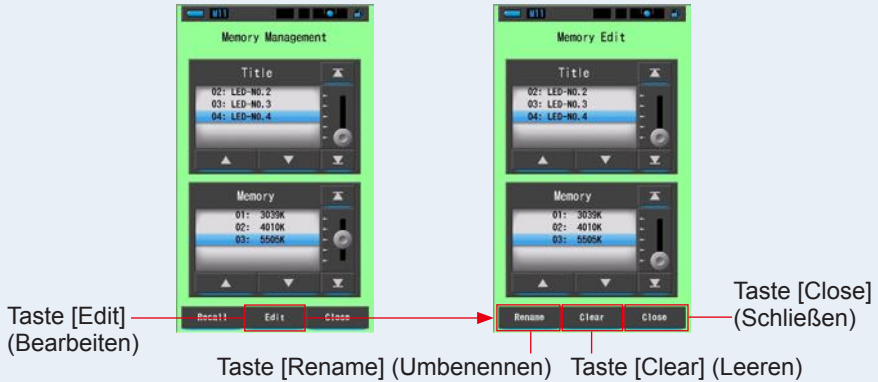 M11
Memory Management
Title
02: LED-NO.2
03: LED-NO.3
04: LED-NO.4
Memory
01: 3039K
02: 4010K
03: 5505K
Recall
Edit
Close
M11
Memory Edit
Title
02: LED-NO.2
03: LED-NO.3
04: LED-NO.4
Memory
01: 3039K
02: 4010K
03: 5505K
Rename
Clear
Close
Taste [Edit]
(Bearbeiten)
Taste [Close]
(Schließen)
Taste [Rename] (Umbenennen)
Taste [Clear] (Leeren)